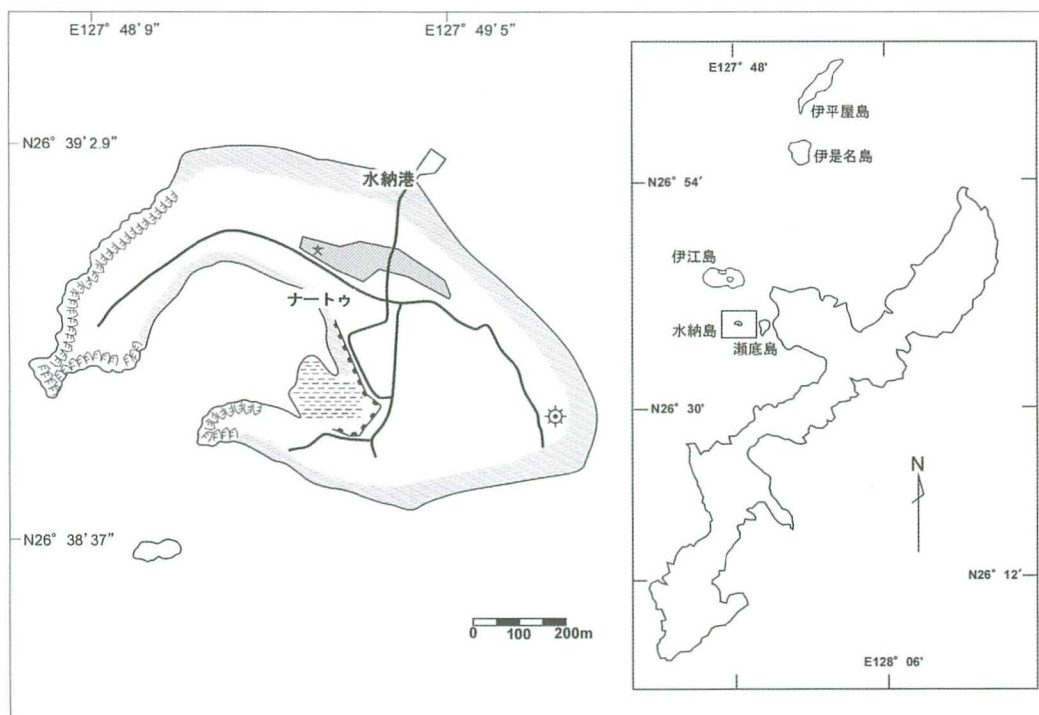 E127° 48'9”
E127° 49'5”
N26° 39'2.9”
水納港
文
ナートゥ
N26° 38'37”
0 100 200m
E127° 48'
伊平屋島
伊是名島
N26° 54'
伊江島
水納島
瀬底島
N26° 30'
N
N26° 12'
E128° 06'